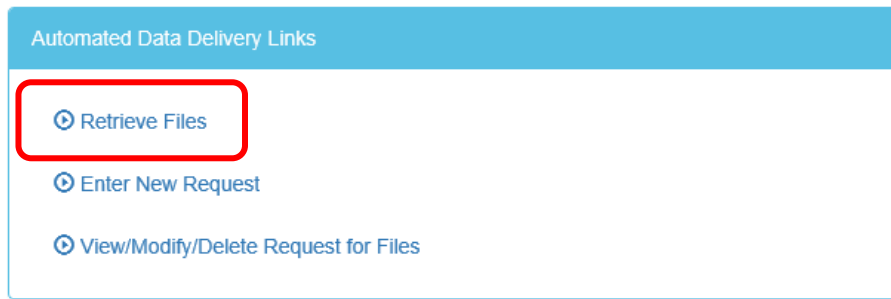 Automated Data Delivery Links
Retrieve Files
Enter New Request
View/Modify/Delete Request for Files